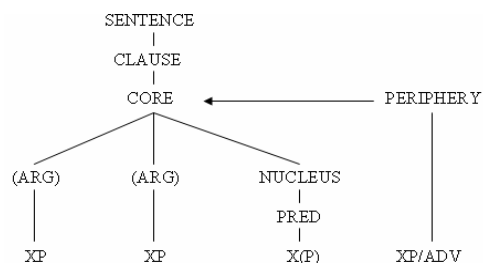 SENTENCE
CLAUSE
CORE PERIPHERY
(ARG) (ARG) NUCLEUS
PRED
XP XP X(P) XP/ADV